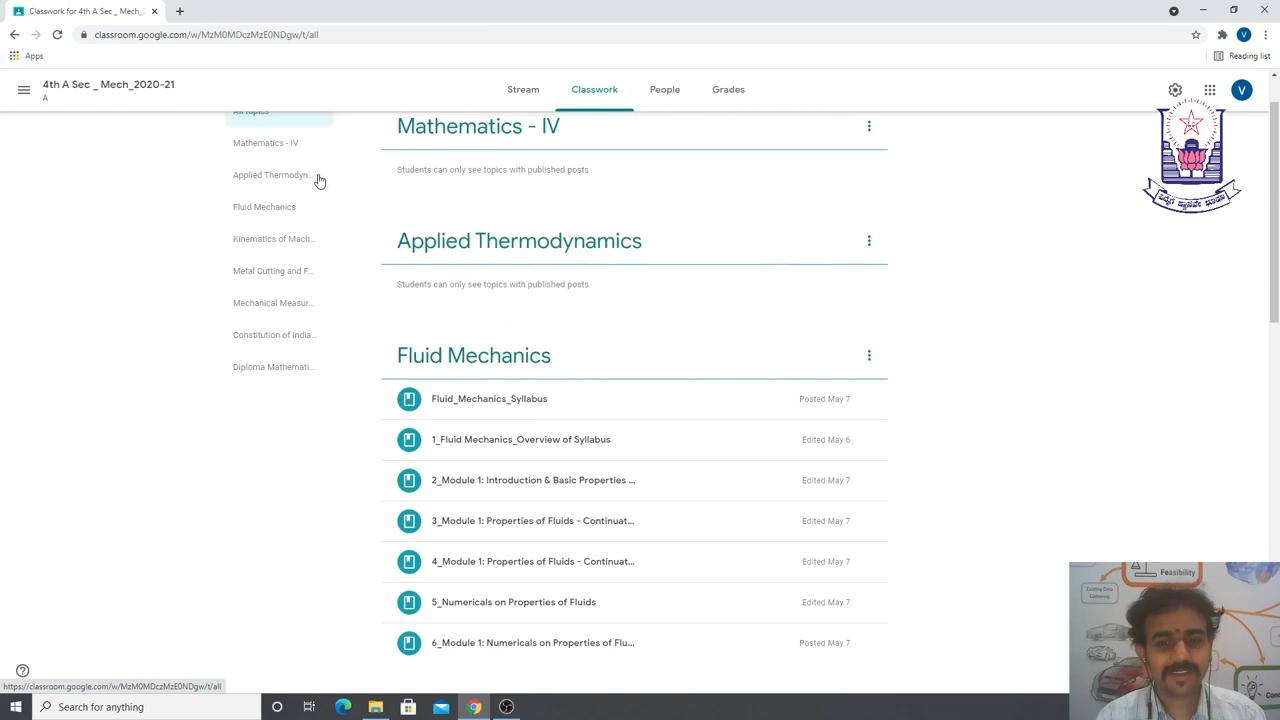 Classwork for 4th A Sec _ Mech_2
classroom.google.com/w/MzM0MDczMzE0NDgw/t/all
Apps
Reading list
V
4th A Sec _ Mech_2020-21
A
Stream
Classwork
People
Grades
V
All topics
Mathematics - IV
Applied Thermodyn...
Fluid Mechanics
Kinematics of Mach...
Metal Cutting and F...
Mechanical Measur...
Constitution of India...
Diploma Mathemati...
Mathematics - IV
Students can only see topics with published posts
Applied Thermodynamics
Students can only see topics with published posts
Fluid Mechanics
Fluid_Mechanics_Syllabus
Posted May 7
1_Fluid Mechanics_Overview of Syllabus
Edited May 6
2_Module 1: Introduction & Basic Properties ...
Edited May 7
3_Module 1: Properties of Fluids - Continuat...
Edited May 7
4_Module 1: Properties of Fluids - Continuat...
Edited May 7
5_Numericals on Properties of Fluids
Edited May 7
6_Module 1: Numericals on Properties of Flu...
Posted May 7
Feasibility
Existing Data
Gathering
https://classroom.google.com/w/MzM0MDczMzE0NDgw/t/all
Search for anything